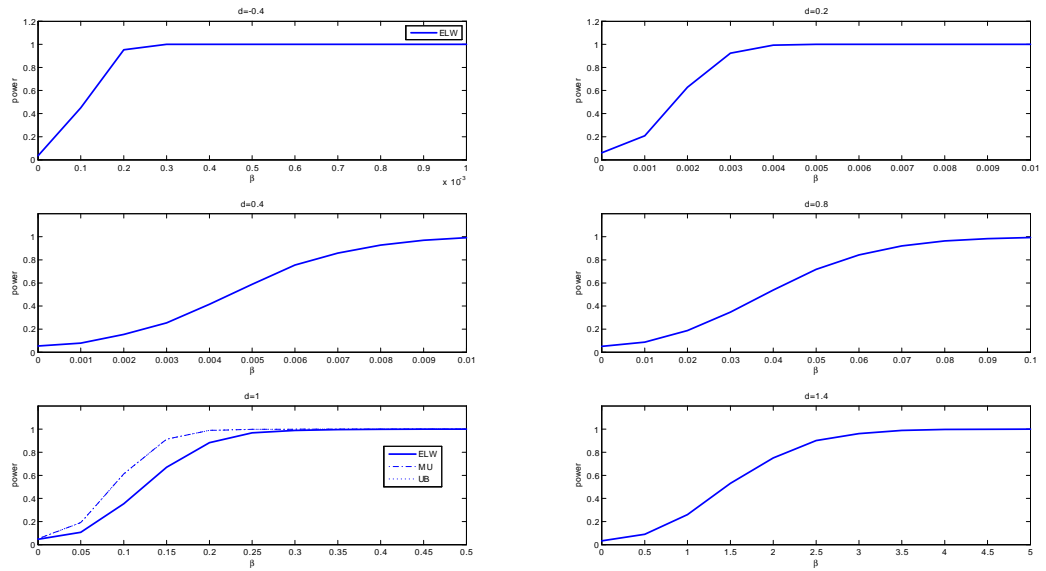 d=-0.4
1.2
1
0.8
0.6
0.4
0.2
0
power
ELW
0 0.1 0.2 0.3 0.4 0.5 0.6 0.7 0.8 0.9 1
β
x 10^-3
d=0.2
1.2
1
0.8
0.6
0.4
0.2
0
power
0 0.001 0.002 0.003 0.004 0.005 0.006 0.007 0.008 0.009 0.01
β
d=0.4
1
0.8
0.6
0.4
0.2
0
power
0 0.001 0.002 0.003 0.004 0.005 0.006 0.007 0.008 0.009 0.01
β
d=0.8
1
0.8
0.6
0.4
0.2
0
power
0 0.01 0.02 0.03 0.04 0.05 0.06 0.07 0.08 0.09 0.1
β
d=1
1
0.8
0.6
0.4
0.2
0
power
ELW
MU
UB
0 0.05 0.1 0.15 0.2 0.25 0.3 0.35 0.4 0.45 0.5
β
d=1.4
1
0.8
0.6
0.4
0.2
0
power
0 0.5 1 1.5 2 2.5 3 3.5 4 4.5 5
β